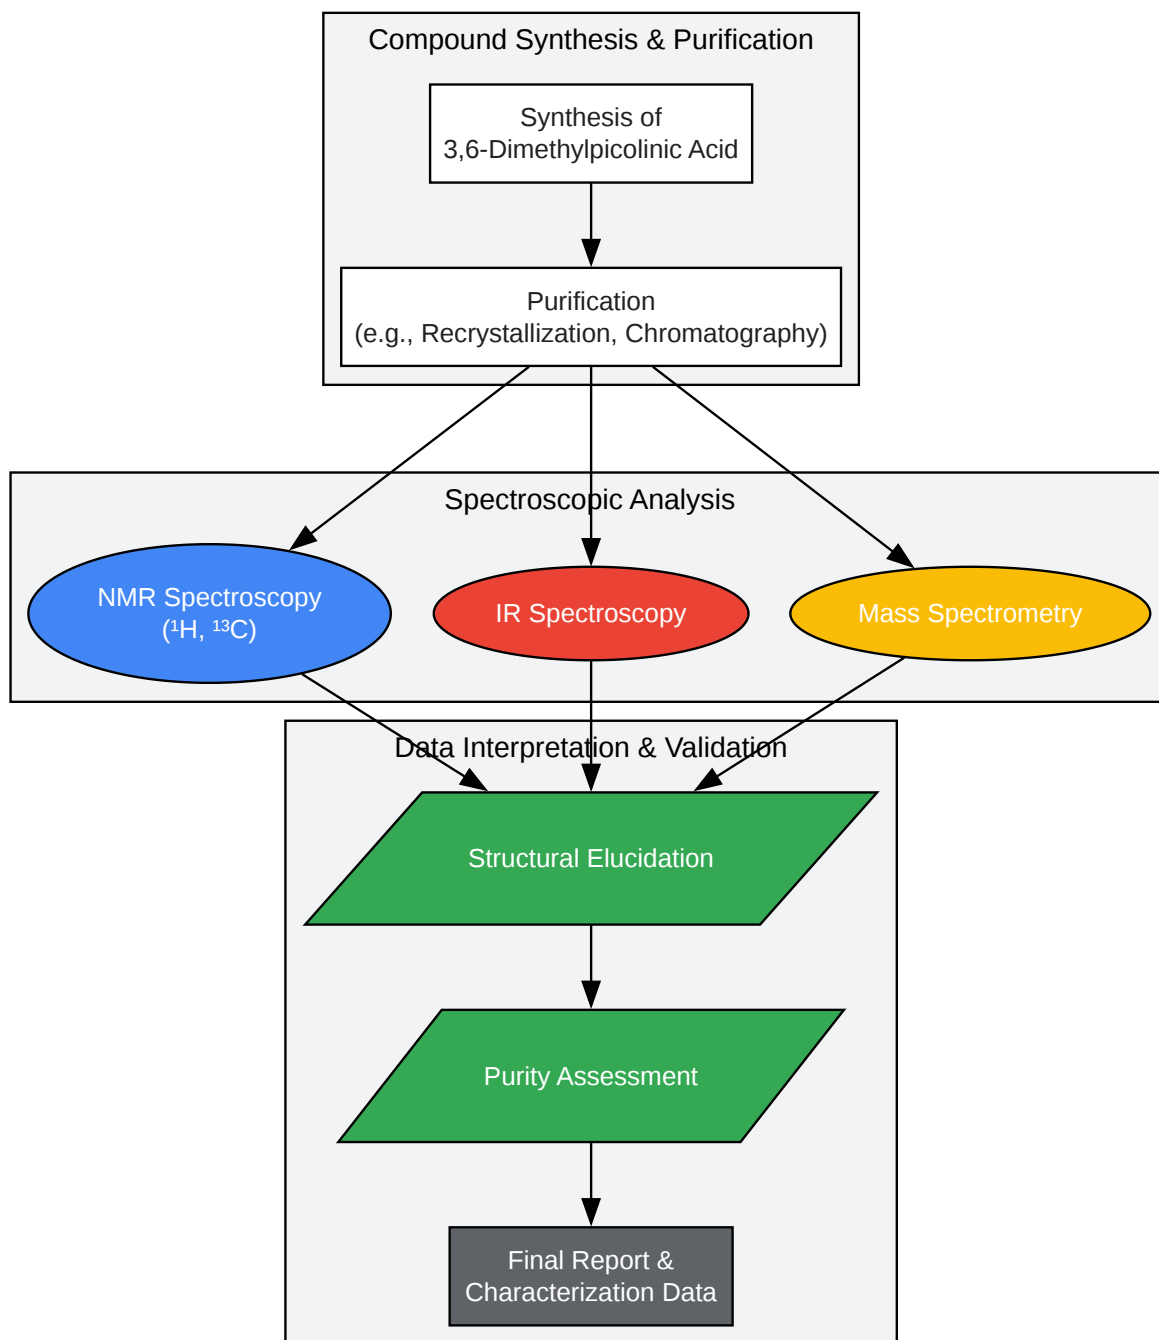 Compound Synthesis & Purification
Synthesis of
3,6-Dimethylpicolinic Acid
Purification
(e.g., Recrystallization, Chromatography)
Spectroscopic Analysis
NMR Spectroscopy
(¹H, ¹³C)
IR Spectroscopy
Mass Spectrometry
Data Interpretation & Validation
Structural Elucidation
Purity Assessment
Final Report &
Characterization Data